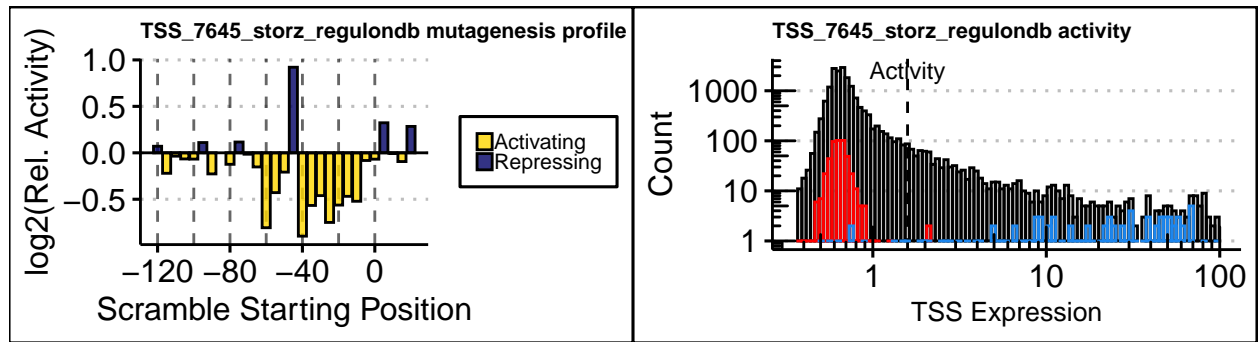 TSS_7645_storz_regulondb mutagenesis profile
log2(Rel. Activity)
1.0
0.5
0.0
−0.5
−120 −80 −40 0
Scramble Starting Position
Activating
Repressing
TSS_7645_storz_regulondb activity
Activity
Count
1000
100
10
1
1 10 100
TSS Expression